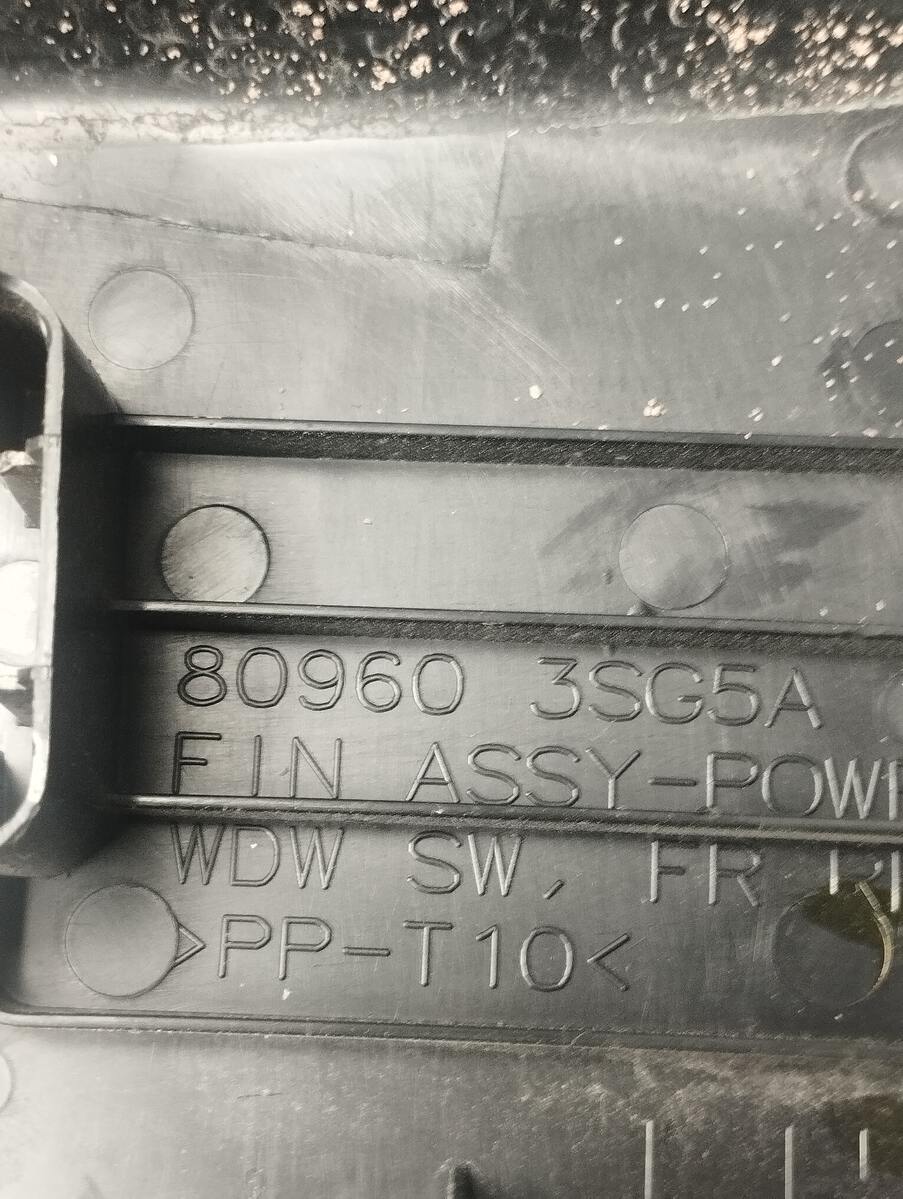 80960 3SG5A
FIN ASSY-POW
WDW SW, FR
>PP-T10<